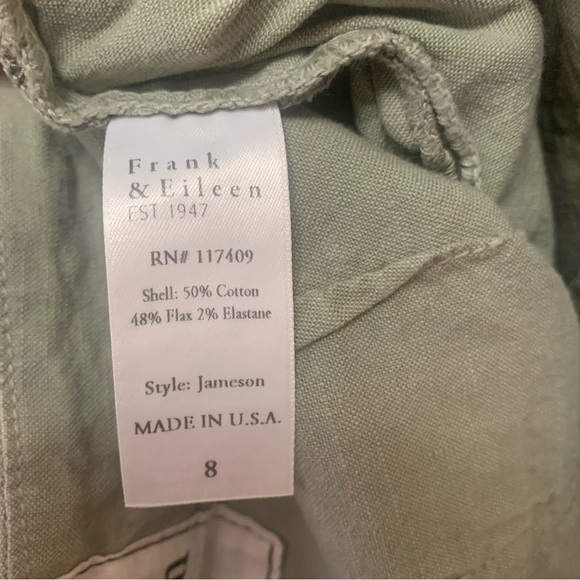 Frank
& Eileen
EST 1947
RN# 117409
Shell: 50% Cotton
48% Flax 2% Elastane
Style: Jameson
MADE IN U.S.A.
8